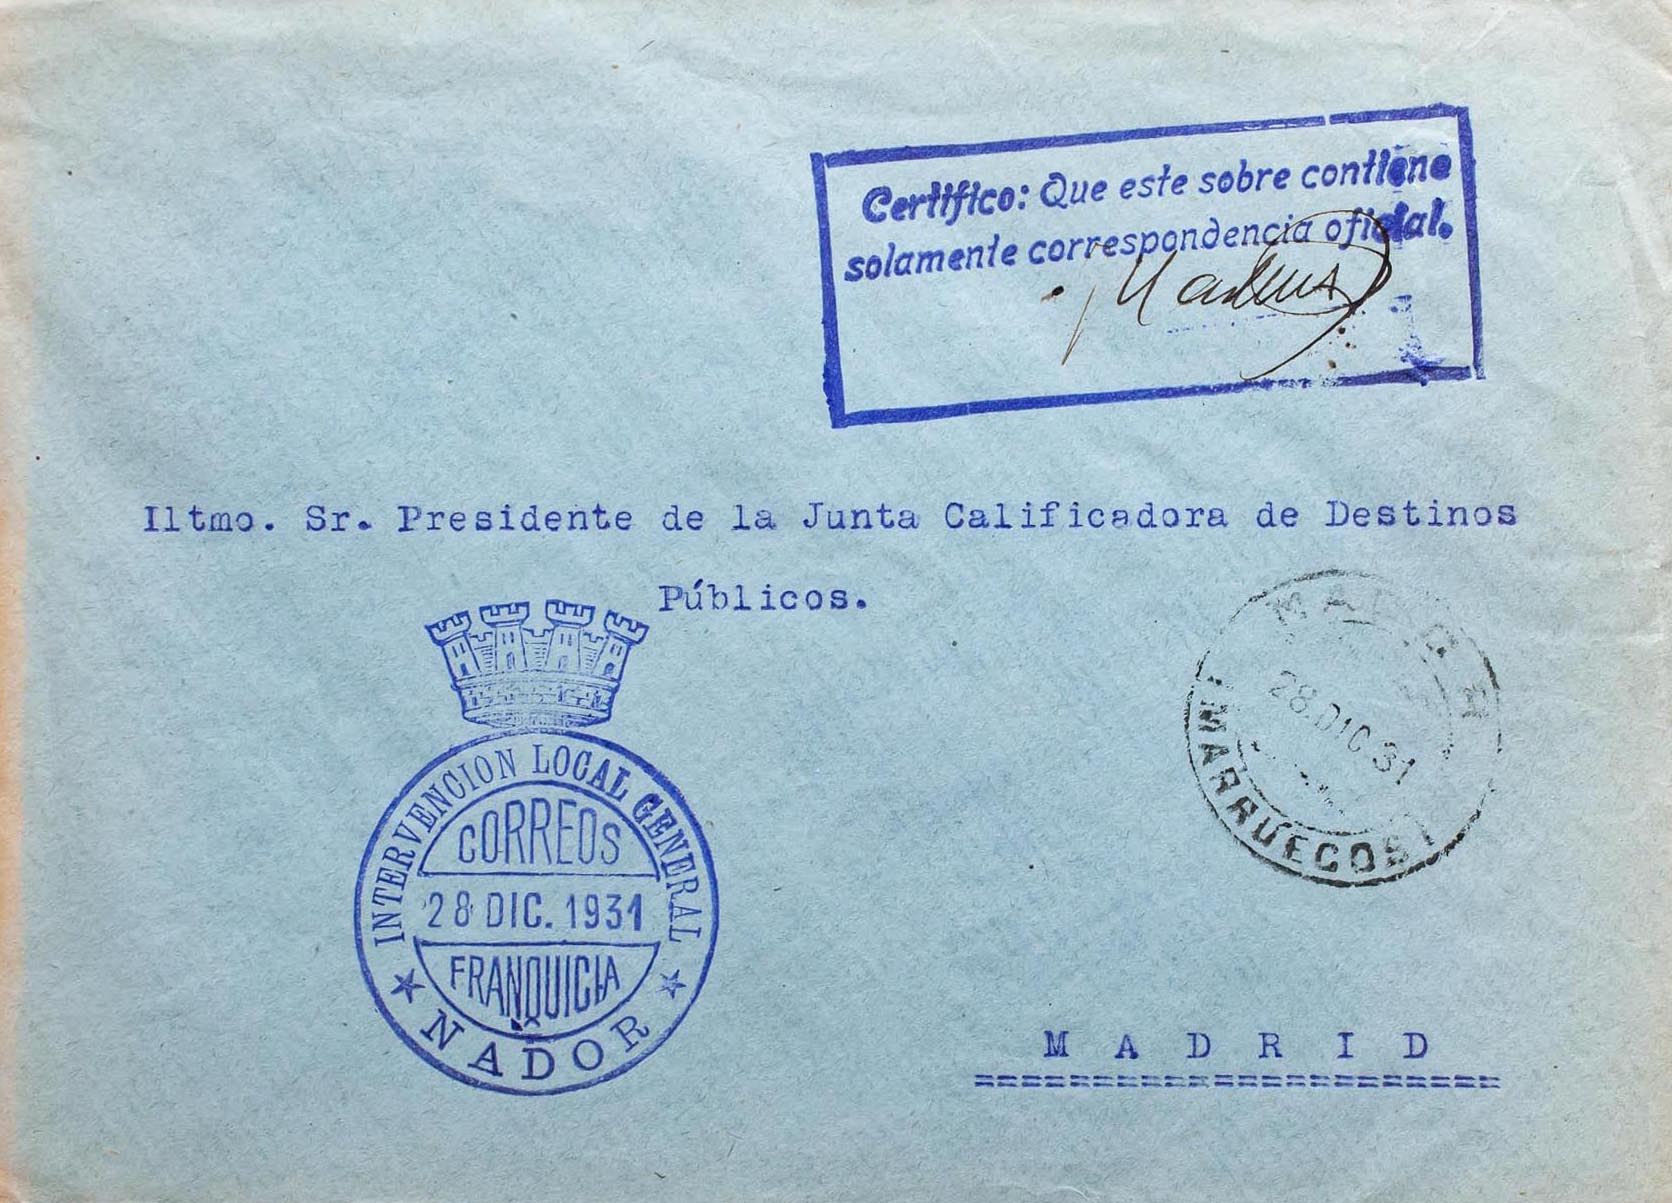 Certifico: Que este sobre contiene
solamente correspondencia oficial.
Iltmo. Sr. Presidente de la Junta Calificadora de Destinos
Públicos.
INTERVENCION LOCAL GENERAL
CORREOS
28 DIC. 1931
FRANQUICIA
NADOR
28.DIC 31
(MARRUECOS)
MADRID